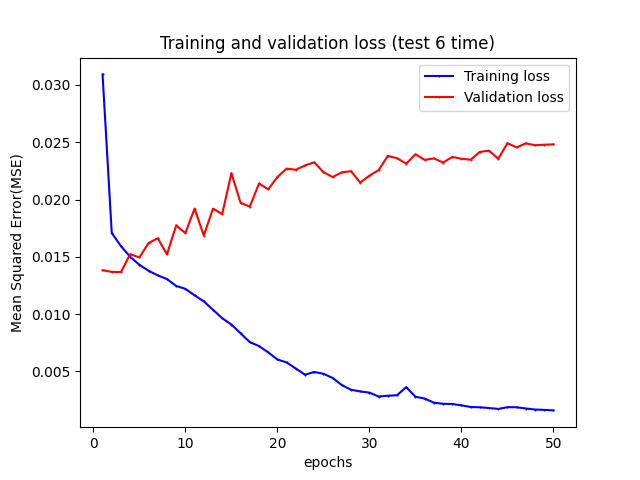 Training and validation loss (test 6 time)
Training loss
Validation loss
Mean Squared Error(MSE)
0.030
0.025
0.020
0.015
0.010
0.005
0 10 20 30 40 50
epochs